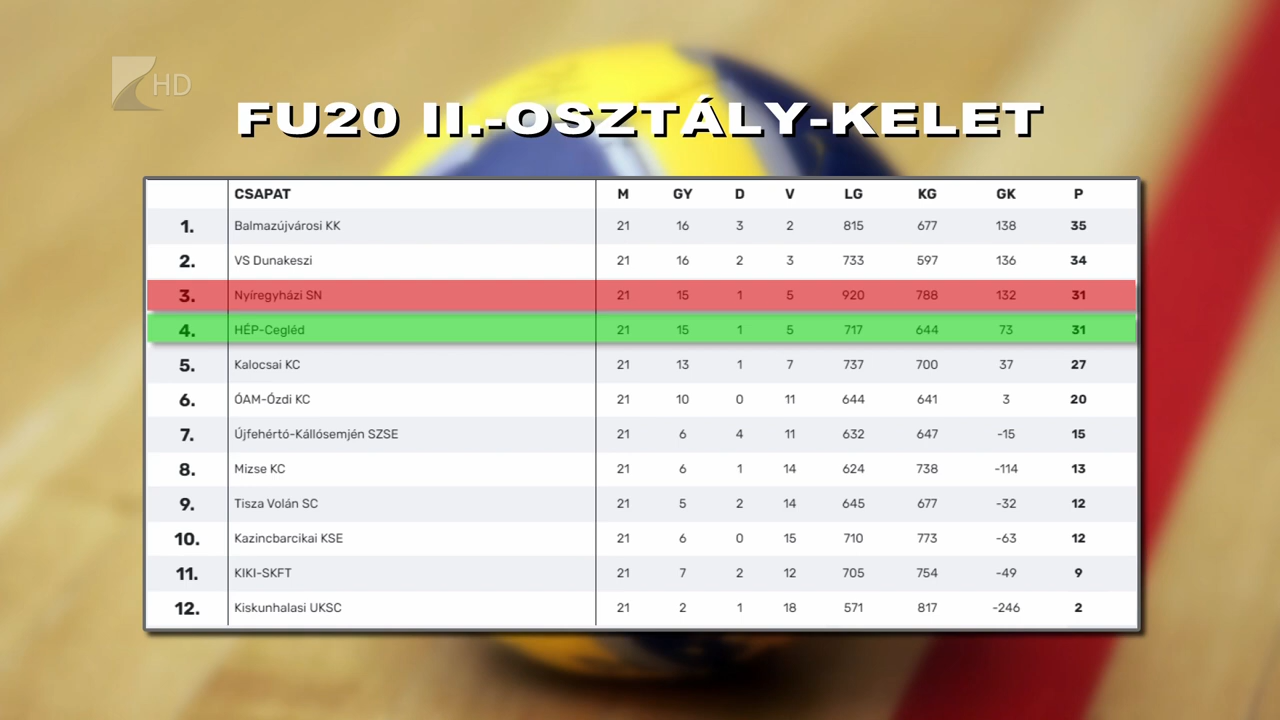 HD
FU20 II.-OSZTÁLY-KELET
CSAPAT M GY D V LG KG GK P
1. Balmazújvárosi KK 21 16 3 2 815 677 138 35
2. VS Dunakeszi 21 16 2 3 733 597 136 34
3. Nyíregyházi SN 21 15 1 5 920 788 132 31
4. HÉP-Cegléd 21 15 1 5 717 644 73 31
5. Kalocsai KC 21 13 1 7 737 700 37 27
6. ÓAM-Ózdi KC 21 10 0 11 644 641 3 20
7. Újfehértó-Kállósemjén SZSE 21 6 4 11 632 647 -15 15
8. Mizse KC 21 6 1 14 624 738 -114 13
9. Tisza Volán SC 21 5 2 14 645 677 -32 12
10. Kazincbarcikai KSE 21 6 0 15 710 773 -63 12
11. KIKI-SKFT 21 7 2 12 705 754 -49 9
12. Kiskunhalasi UKSC 21 2 1 18 571 817 -246 2